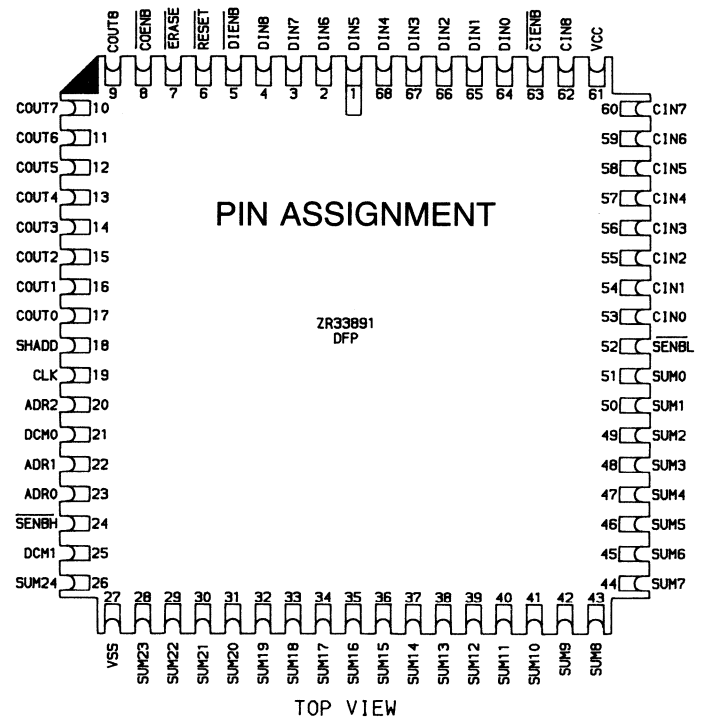 COUT8 C̅O̅E̅N̅B̅ E̅R̅A̅S̅E̅ R̅E̅S̅E̅T̅ D̅I̅E̅N̅B̅ DIN8 DIN7 DIN6 DIN5 DIN4 DIN3 DIN2 DIN1 DIN0 C̅I̅E̅N̅B̅ CIN8 VCC
9 8 7 6 5 4 3 2 1 68 67 66 65 64 63 62 61
COUT7 10 60 CIN7
COUT6 11 59 CIN6
COUT5 12 58 CIN5
COUT4 13 57 CIN4
PIN ASSIGNMENT
COUT3 14 56 CIN3
COUT2 15 55 CIN2
COUT1 16 54 CIN1
COUT0 17 53 CIN0
ZR33891
DFP
SHADD 18 52 S̅E̅N̅B̅L̅
CLK 19 51 SUM0
ADR2 20 50 SUM1
DCM0 21 49 SUM2
ADR1 22 48 SUM3
ADR0 23 47 SUM4
S̅E̅N̅B̅H̅ 24 46 SUM5
DCM1 25 45 SUM6
SUM24 26 44 SUM7
27 28 29 30 31 32 33 34 35 36 37 38 39 40 41 42 43
VSS SUM23 SUM22 SUM21 SUM20 SUM19 SUM18 SUM17 SUM16 SUM15 SUM14 SUM13 SUM12 SUM11 SUM10 SUM9 SUM8
TOP VIEW